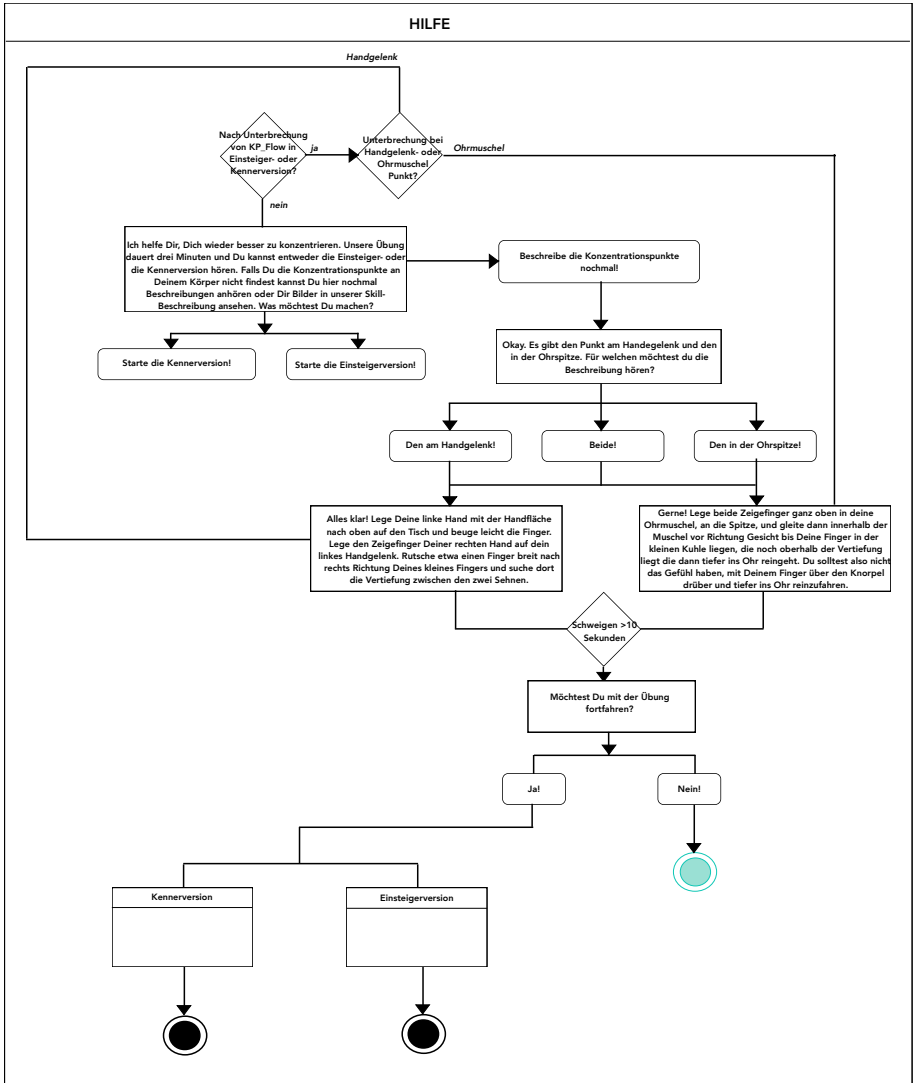 HILFE
Handgelenk
Nach Unterbrechung
von KP_Flow in
Einsteiger- oder
Kennerversion?
ja
Unterbrechung bei
Handgelenk- oder
Ohrmuschel
Punkt?
Ohrmuschel
nein
Ich helfe Dir, Dich wieder besser zu konzentrieren. Unsere Übung
dauert drei Minuten und Du kannst entweder die Einsteiger- oder
die Kennerversion hören. Falls Du die Konzentrationspunkte an
Deinem Körper nicht findest kannst Du hier nochmal
Beschreibungen anhören oder Dir Bilder in unserer Skill-
Beschreibung ansehen. Was möchtest Du machen?
Beschreibe die Konzentrationspunkte
nochmal!
Starte die Kennerversion!
Starte die Einsteigerversion!
Okay. Es gibt den Punkt am Handegelenk und den
in der Ohrspitze. Für welchen möchtest du die
Beschreibung hören?
Den am Handgelenk!
Beide!
Den in der Ohrspitze!
Alles klar! Lege Deine linke Hand mit der Handfläche
nach oben auf den Tisch und beuge leicht die Finger.
Lege den Zeigefinger Deiner rechten Hand auf dein
linkes Handgelenk. Rutsche etwa einen Finger breit nach
rechts Richtung Deines kleines Fingers und suche dort
die Vertiefung zwischen den zwei Sehnen.
Gerne! Lege beide Zeigefinger ganz oben in deine
Ohrmuschel, an die Spitze, und gleite dann innerhalb der
Muschel vor Richtung Gesicht bis Deine Finger in der
kleinen Kuhle liegen, die noch oberhalb der Vertiefung
liegt die dann tiefer ins Ohr reingeht. Du solltest also nicht
das Gefühl haben, mit Deinem Finger über den Knorpel
drüber und tiefer ins Ohr reinzufahren.
Schweigen >10
Sekunden
Möchtest Du mit der Übung
fortfahren?
Ja!
Nein!
Kennerversion
Einsteigerversion